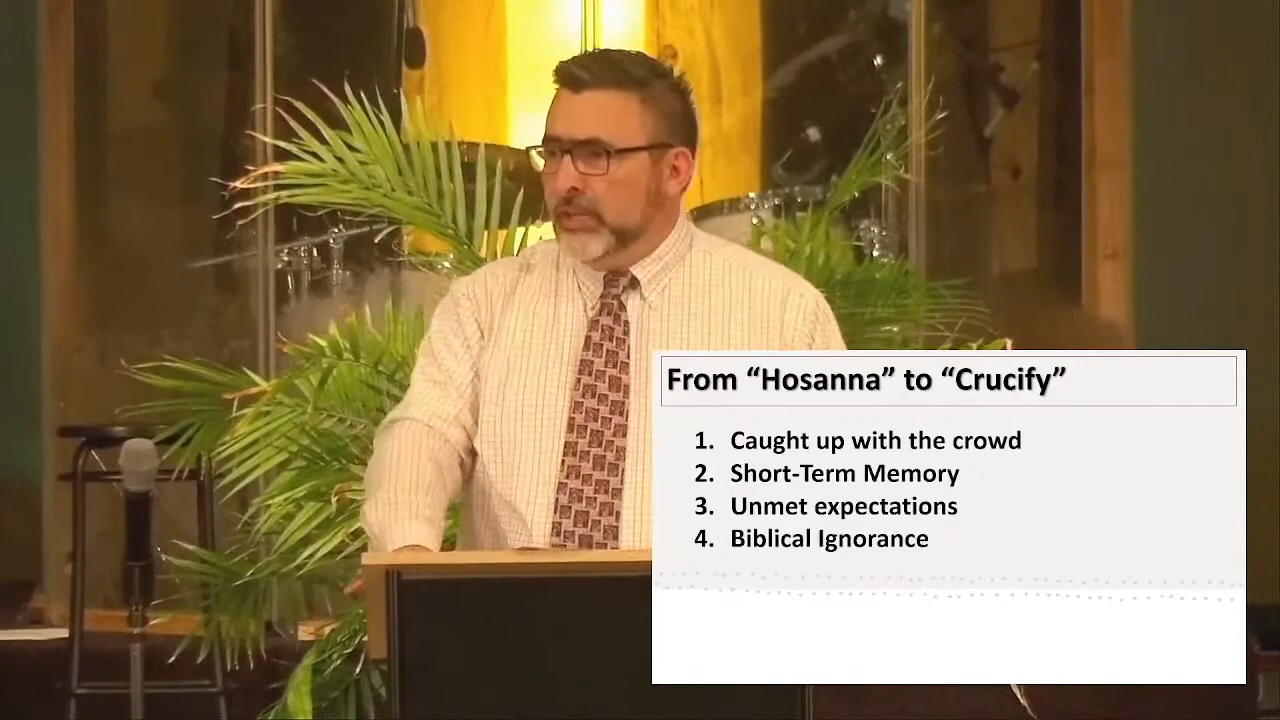 From “Hosanna” to “Crucify”
1. Caught up with the crowd
2. Short-Term Memory
3. Unmet expectations
4. Biblical Ignorance